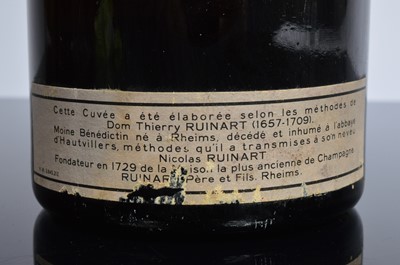 Cette Cuvée a été élaborée selon les méthodes de
Dom Thierry RUINART (1657-1709).
Moine Bénédictin né à Rheims, décédé et inhumé à l'abbaye
d'Hautvillers, méthodes qu'il a transmises à son neveu
Nicolas RUINART
Fondateur en 1729 de la la plus ancienne de Champagne
RUINART Père et Fils. Rheims.